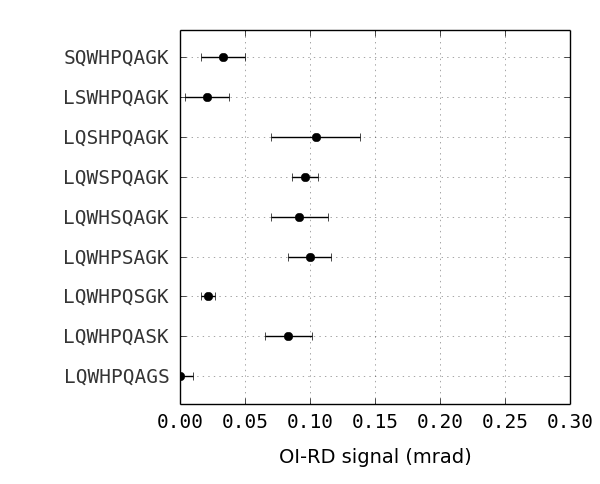 SQWHPQAGK
LSWHPQAGK
LQSHPQAGK
LQWSPQAGK
LQWHSQAGK
LQWHPSAGK
LQWHPQSGK
LQWHPQASK
LQWHPQAGS
0.00 0.05 0.10 0.15 0.20 0.25 0.30
OI-RD signal (mrad)